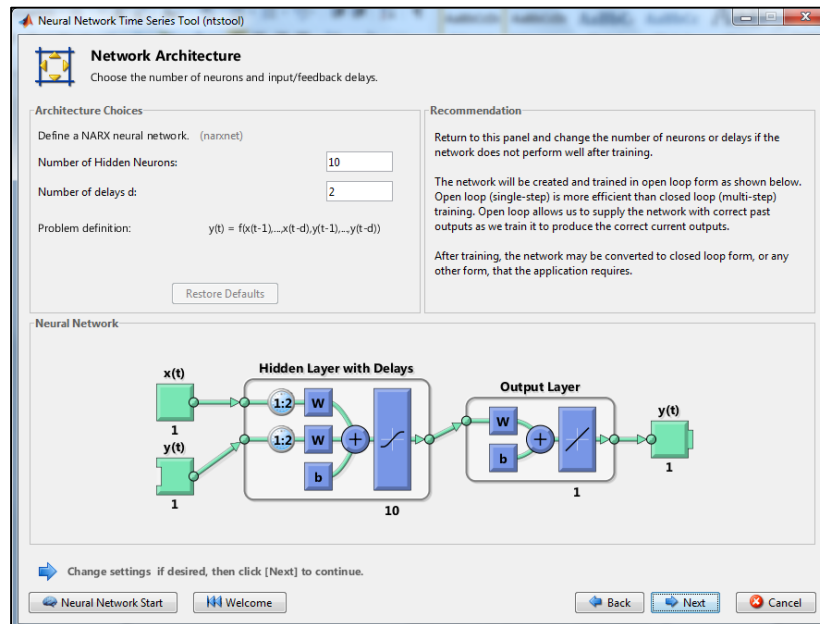 Neural Network Time Series Tool (ntstool)
Network Architecture
Choose the number of neurons and input/feedback delays.
Architecture Choices
Define a NARX neural network. (narxnet)
Number of Hidden Neurons: 10
Number of delays d: 2
Problem definition: y(t) = f(x(t-1),...,x(t-d),y(t-1),...,y(t-d))
Restore Defaults
Recommendation
Return to this panel and change the number of neurons or delays if the
network does not perform well after training.
The network will be created and trained in open loop form as shown below.
Open loop (single-step) is more efficient than closed loop (multi-step)
training. Open loop allows us to supply the network with correct past
outputs as we train it to produce the correct current outputs.
After training, the network may be converted to closed loop form, or any
other form, that the application requires.
Neural Network
Hidden Layer with Delays
Output Layer
x(t)
1
y(t)
1
1:2 W
1:2 W
b
+
10
W
b
+
1
y(t)
1
Change settings if desired, then click [Next] to continue.
Neural Network Start Welcome Back Next Cancel